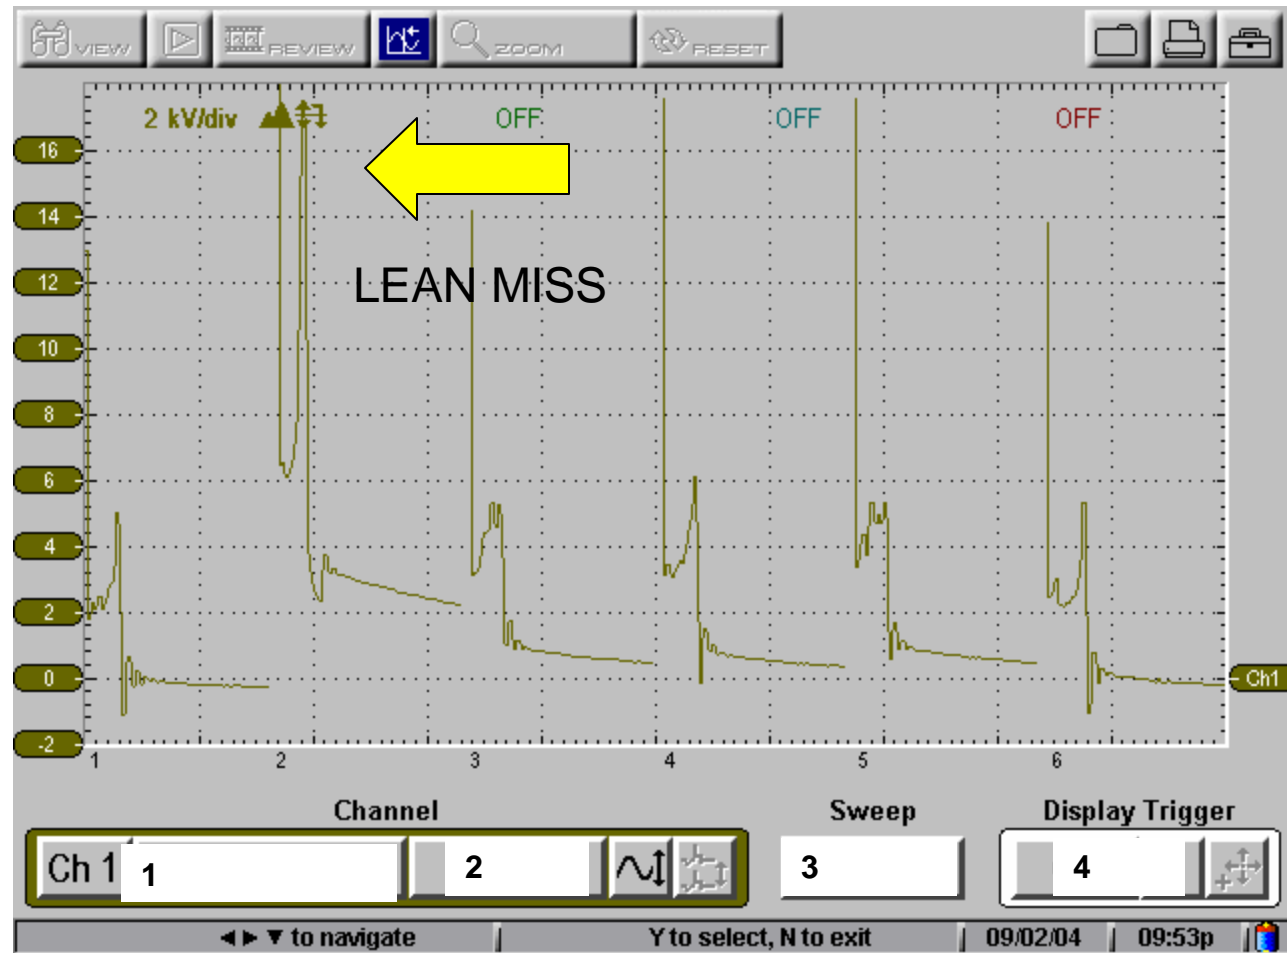 VIEW REVIEW ZOOM RESET
2 kV/div OFF OFF OFF
16
14
LEAN MISS
12
10
8
6
4
2
0 Ch1
-2
1 2 3 4 5 6
Channel Sweep Display Trigger
Ch 1 1 2 3 4
◄ ► ▼ to navigate Y to select, N to exit 09/02/04 09:53p